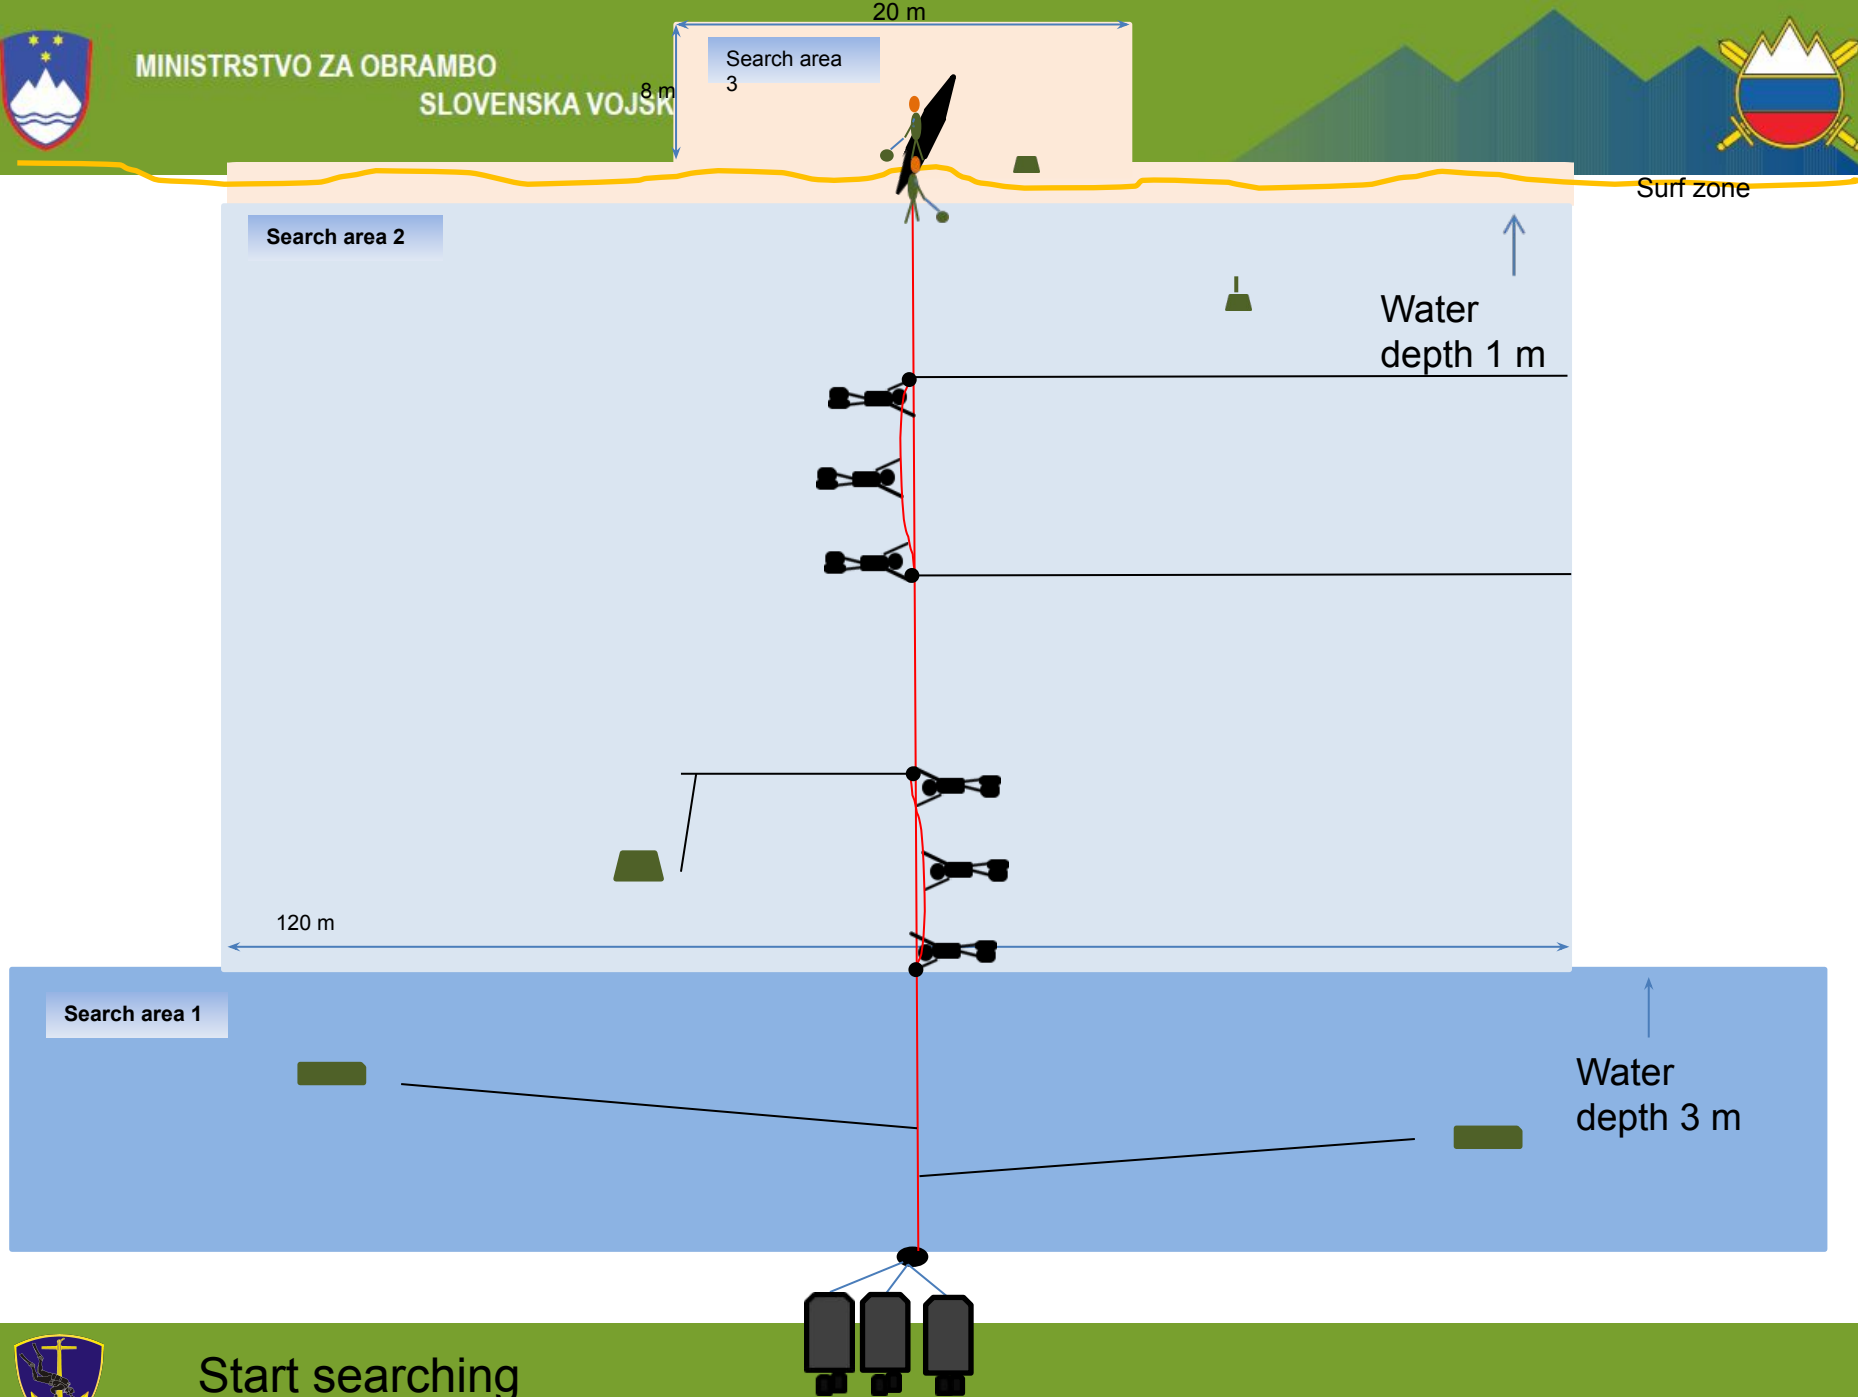 20 m
MINISTRSTVO ZA OBRAMBO
SLOVENSKA VOJSK
8 m
Search area
3
Surf zone
Search area 2
Water
depth 1 m
120 m
Search area 1
Water
depth 3 m
Start searching